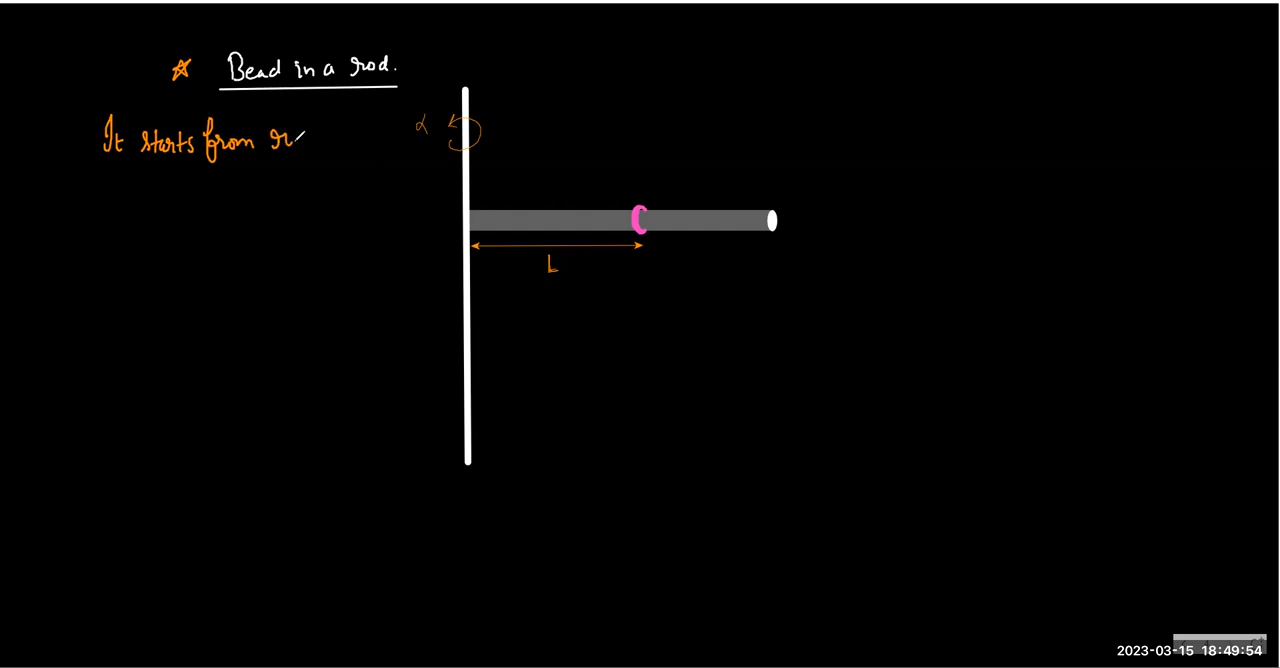 Bead in a rod.
It starts from r
α
L
2023-03-15 18:49:54